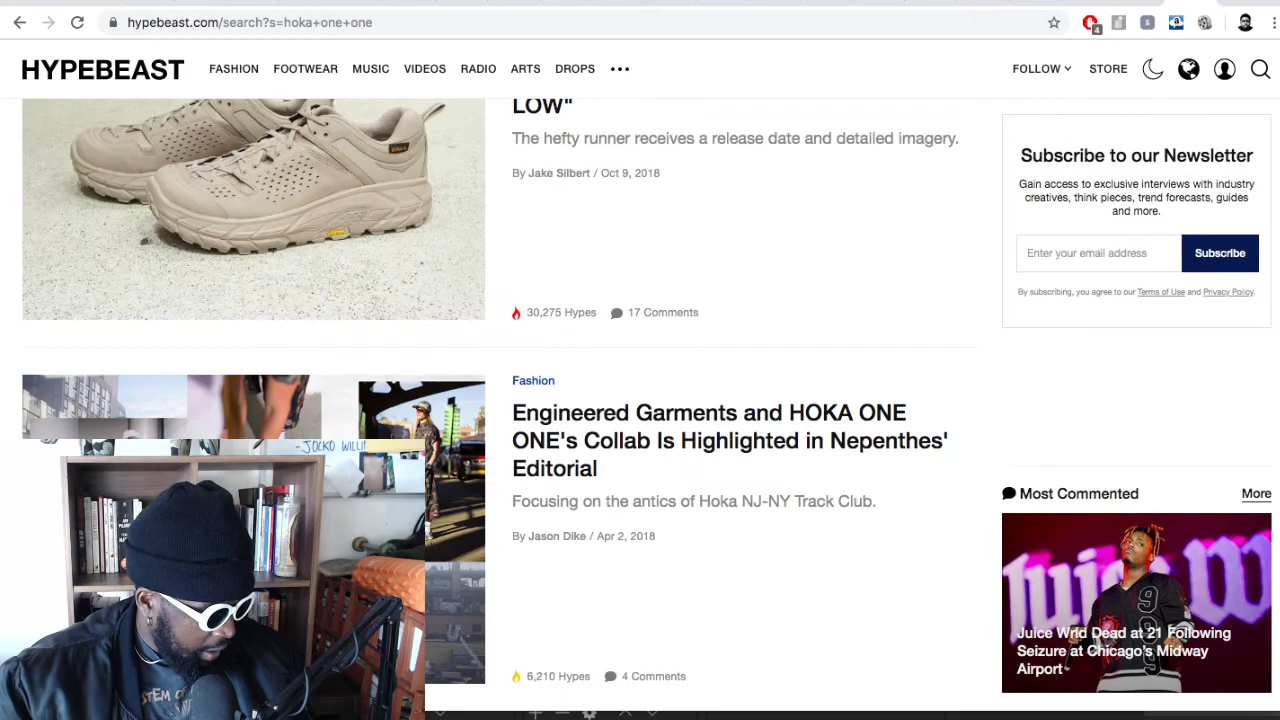 hypebeast.com/search?s=hoka+one+one
4
HYPEBEAST FASHION FOOTWEAR MUSIC VIDEOS RADIO ARTS DROPS FOLLOW STORE
LOW"
The hefty runner receives a release date and detailed imagery.
By Jake Silbert / Oct 9, 2018
30,275 Hypes 17 Comments
Fashion
Engineered Garments and HOKA ONE
ONE's Collab Is Highlighted in Nepenthes'
Editorial
Focusing on the antics of Hoka NJ-NY Track Club.
By Jason Dike / Apr 2, 2018
6,210 Hypes 4 Comments
Subscribe to our Newsletter
Gain access to exclusive interviews with industry
creatives, think pieces, trend forecasts, guides
and more.
Enter your email address Subscribe
By subscribing, you agree to our Terms of Use and Privacy Policy.
Most Commented More
Juice Wrld Dead at 21 Following
Seizure at Chicago's Midway
Airport
999
-JOCKO